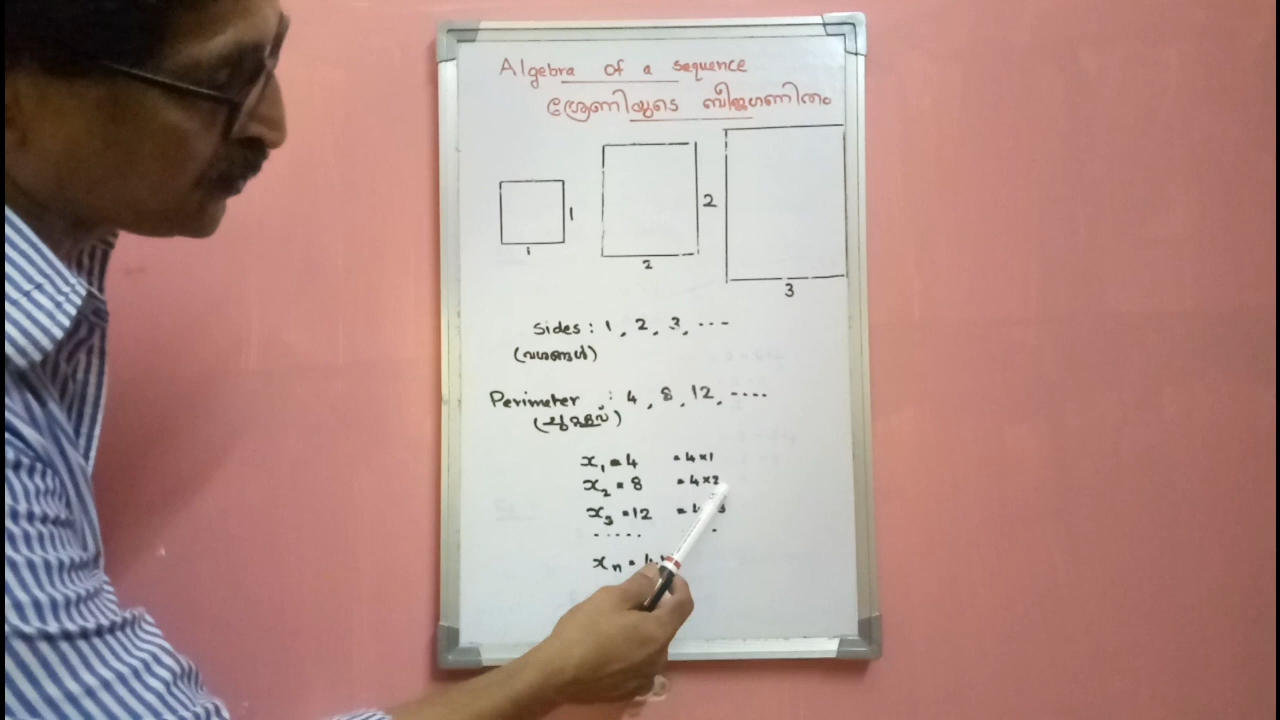 Algebra of a sequence
ശ്രേണിയുടെ ബീജഗണിതം
1
1
2
2
3
Sides : 1, 2, 3, ...
(വശങ്ങൾ)
Perimeter : 4, 8, 12, ....
(ചുറ്റളവ്)
x₁ = 4 = 4×1
x₂ = 8 = 4×2
x₃ = 12 =
.....
xₙ =